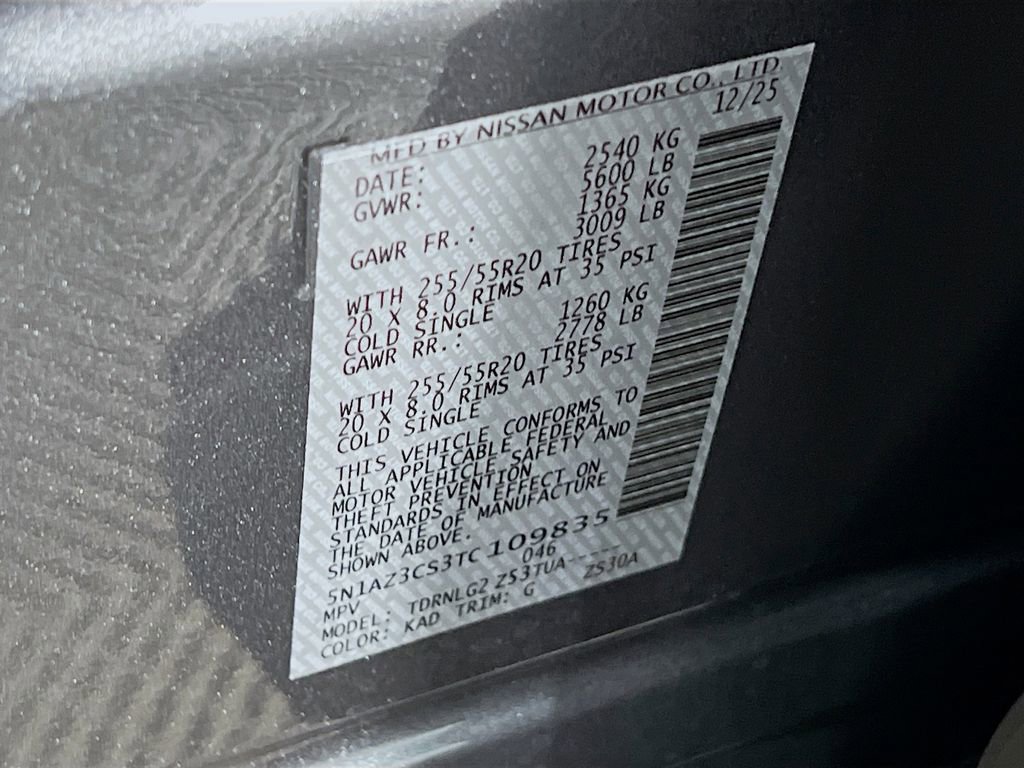 MFD BY NISSAN MOTOR CO., LTD.
DATE: 12/25
GVWR: 2540 KG
5600 LB
GAWR FR.: 1365 KG
3009 LB
WITH 255/55R20 TIRES
20 X 8.0 RIMS AT 35 PSI
COLD SINGLE
GAWR RR.: 1260 KG
2778 LB
WITH 255/55R20 TIRES
20 X 8.0 RIMS AT 35 PSI
COLD SINGLE
THIS VEHICLE CONFORMS TO
ALL APPLICABLE FEDERAL
MOTOR VEHICLE SAFETY AND
THEFT PREVENTION
STANDARDS IN EFFECT ON
THE DATE OF MANUFACTURE
SHOWN ABOVE.
5N1AZ3CS3TC109835
MPV 046
MODEL: TDRNLG2 Z53TUA-----
COLOR: KAD TRIM: G ZS30A